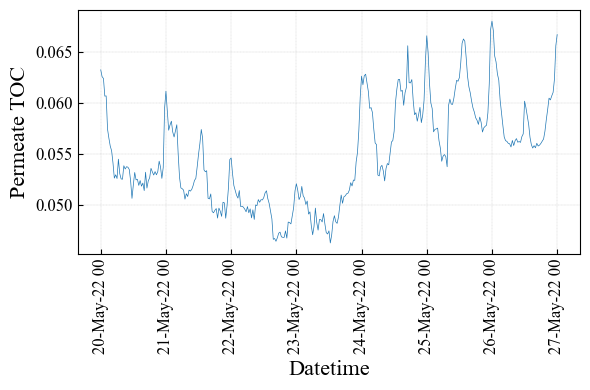 0.065
0.060
0.055
0.050
Permeate TOC
20-May-22 00
21-May-22 00
22-May-22 00
23-May-22 00
24-May-22 00
25-May-22 00
26-May-22 00
27-May-22 00
Datetime